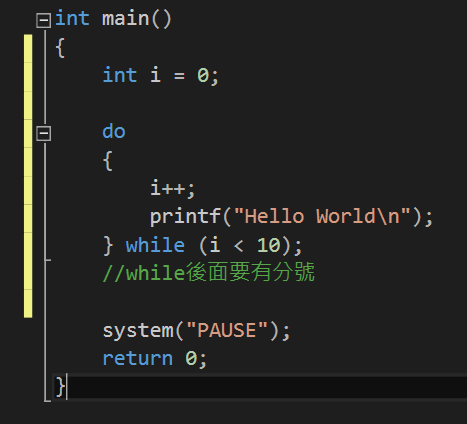 int main()
{
int i = 0;
do
{
i++;
printf("Hello World\n");
} while (i < 10);
//while後面要有分號
system("PAUSE");
return 0;
}